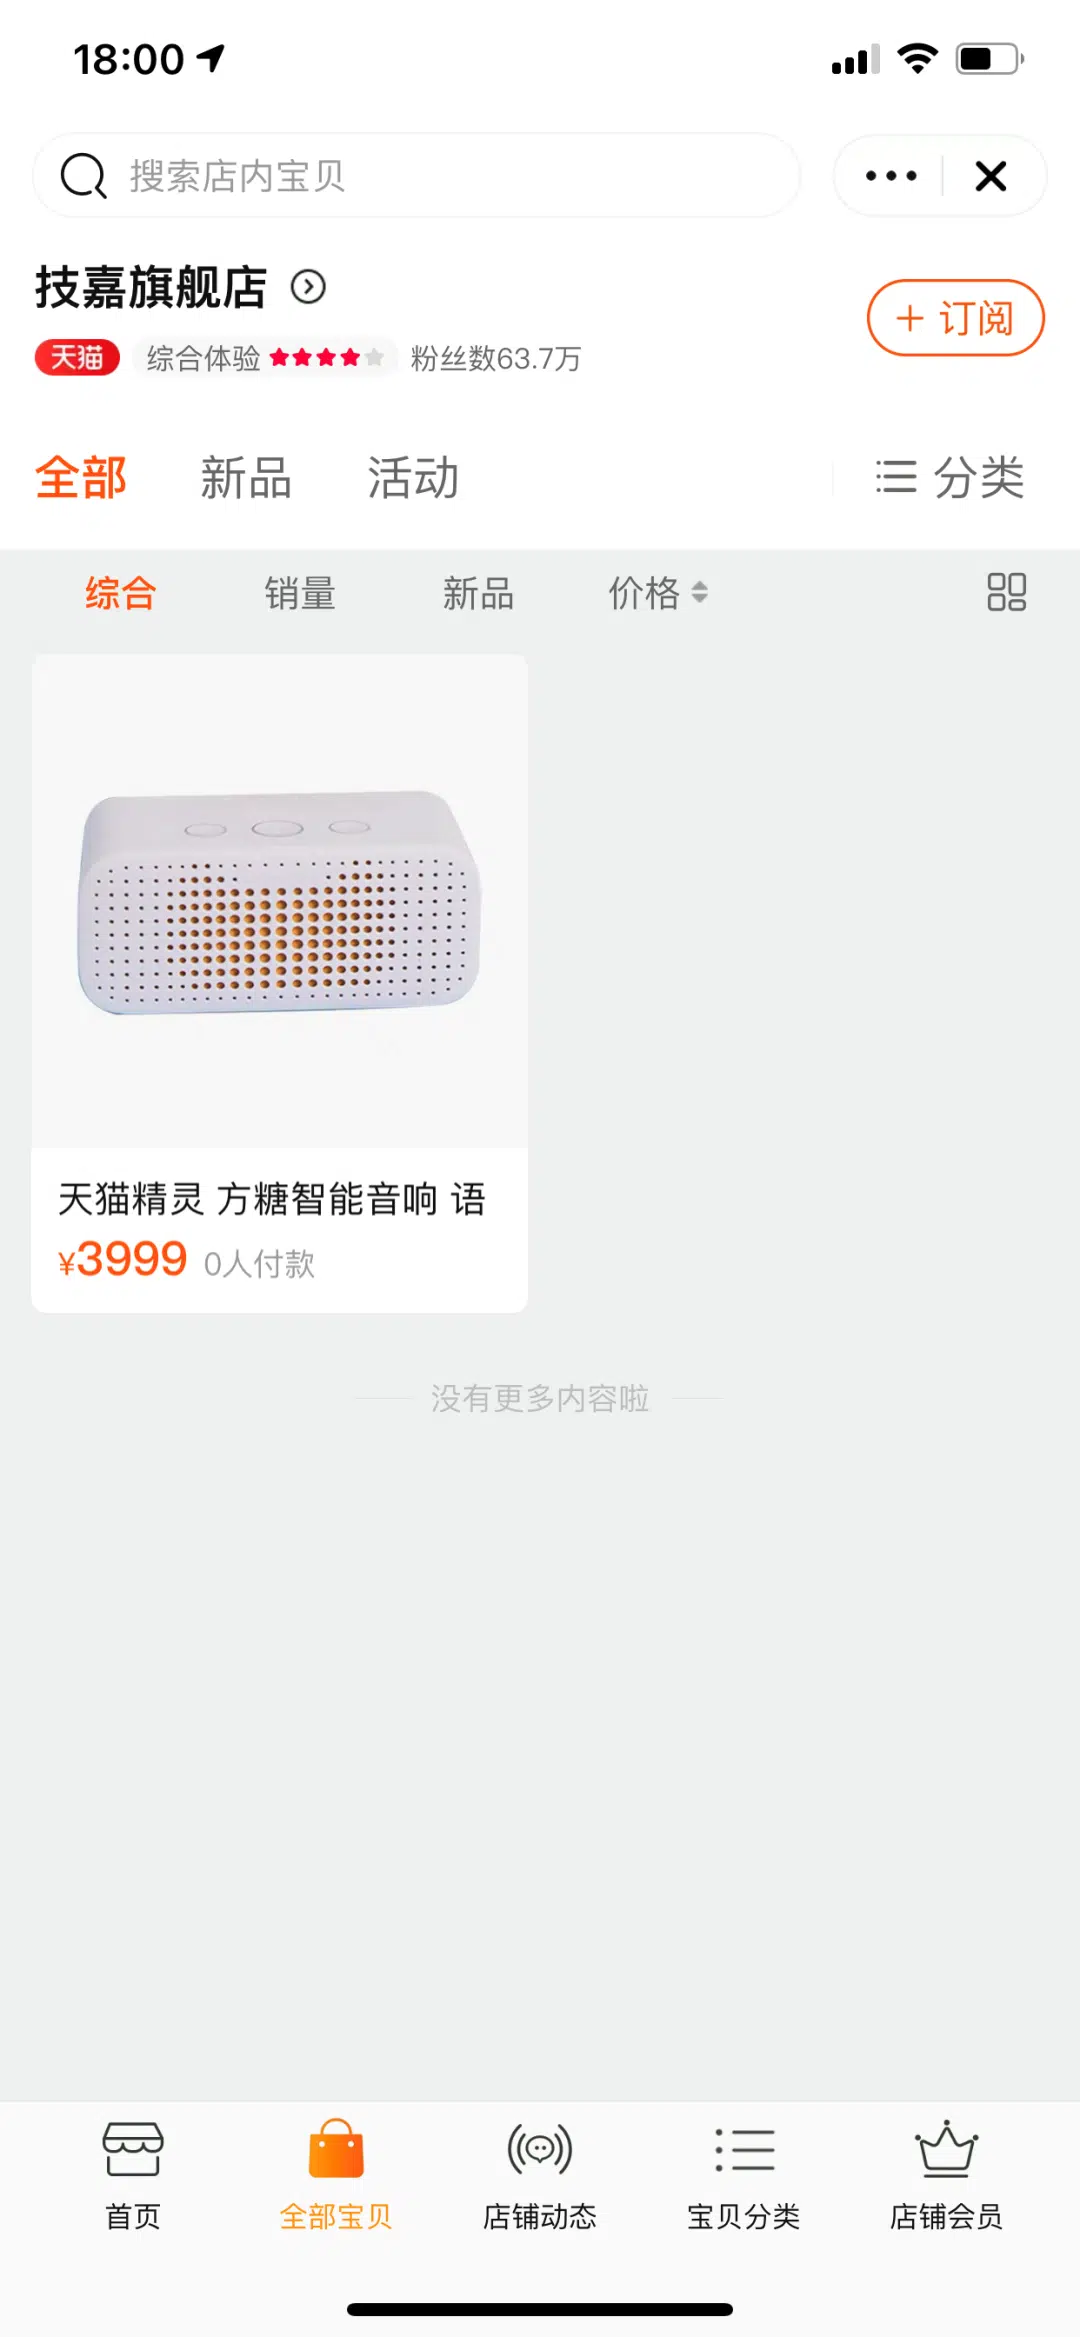 18:00
搜索店内宝贝
技嘉旗舰店
+ 订阅
天猫 综合体验 粉丝数63.7万
全部 新品 活动 分类
综合 销量 新品 价格
天猫精灵 方糖智能音响 语
¥3999 0人付款
没有更多内容啦
首页 全部宝贝 店铺动态 宝贝分类 店铺会员